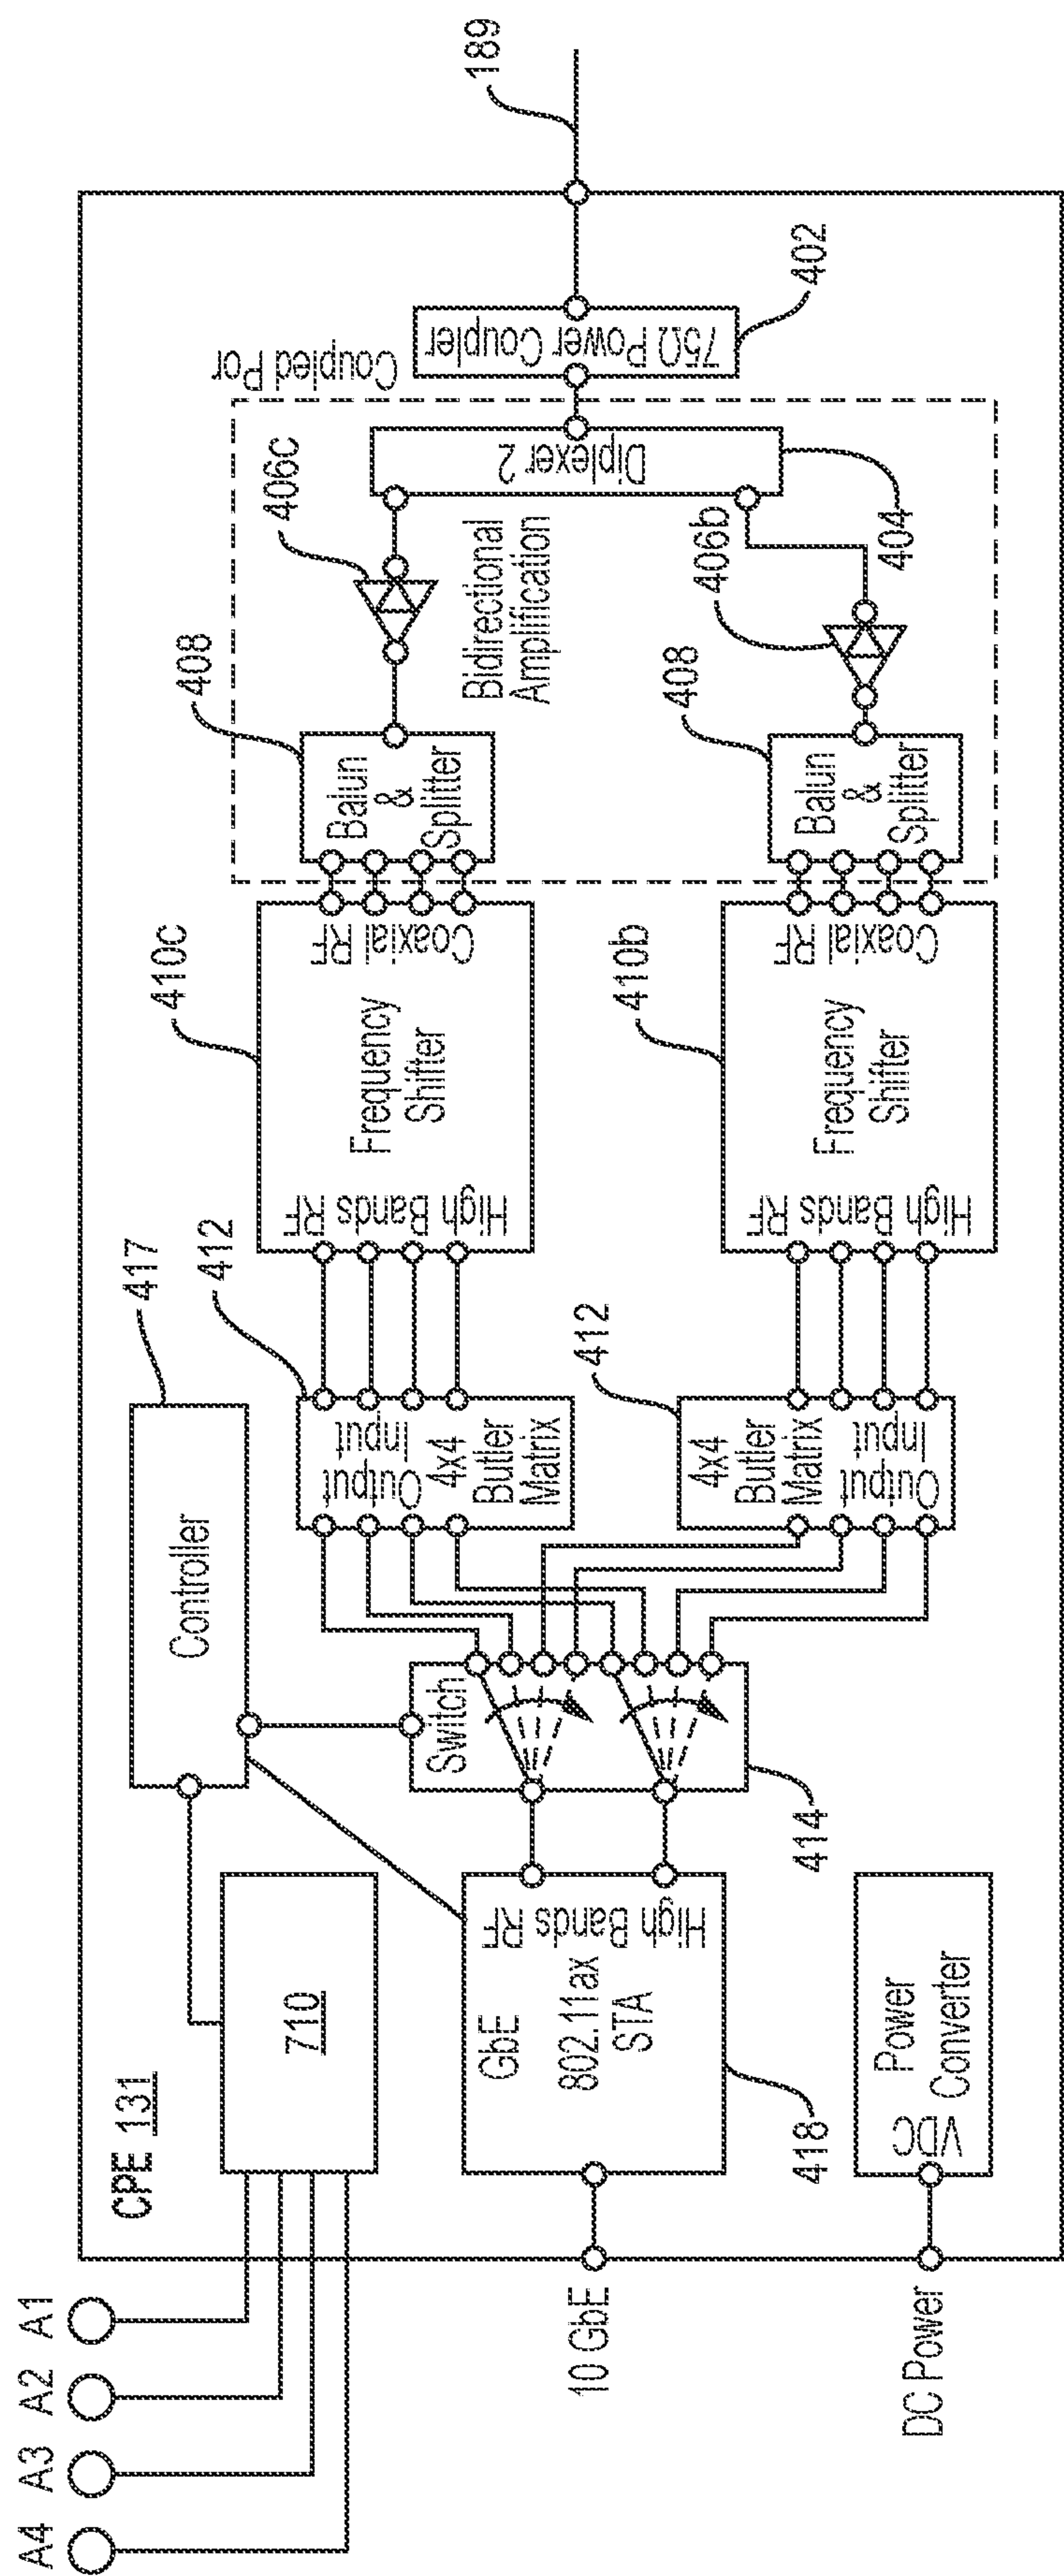 A4
A3
A2
A1
CPE 131
710
Controller
417
10 GbE
GbE
802.11ax
STA
High Bands RF
418
Switch
414
DC Power
VDC
Power
Converter
Output
Input
4x4
Butler
Matrix
412
4x4
Butler
Matrix
Output
Input
412
High Bands RF
Frequency
Shifter
Coaxial RF
410c
High Bands RF
Frequency
Shifter
Coaxial RF
410b
Balun
&
Splitter
408
Balun
&
Splitter
408
Bidirectional
Amplification
406c
406b
Diplexer 2
404
Coupled Por
75Ω Power Coupler
402
189